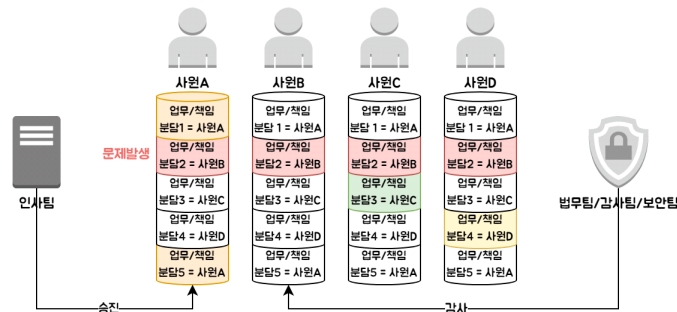 사원A 사원B 사원C 사원D
업무/책임 업무/책임 업무/책임 업무/책임
분담1 = 사원A 분담1 = 사원A 분담1 = 사원A 분담1 = 사원A
문제발생
업무/책임 업무/책임 업무/책임 업무/책임
분담2 = 사원B 분담2 = 사원B 분담2 = 사원B 분담2 = 사원B
업무/책임 업무/책임 업무/책임 업무/책임
분담3 = 사원C 분담3 = 사원C 분담3 = 사원C 분담3 = 사원C
인사팀
법무팀/감사팀/보안팀
업무/책임 업무/책임 업무/책임 업무/책임
분담4 = 사원D 분담4 = 사원D 분담4 = 사원D 분담4 = 사원D
업무/책임 업무/책임 업무/책임 업무/책임
분담5 = 사원A 분담5 = 사원A 분담5 = 사원A 분담5 = 사원A
승진 감사